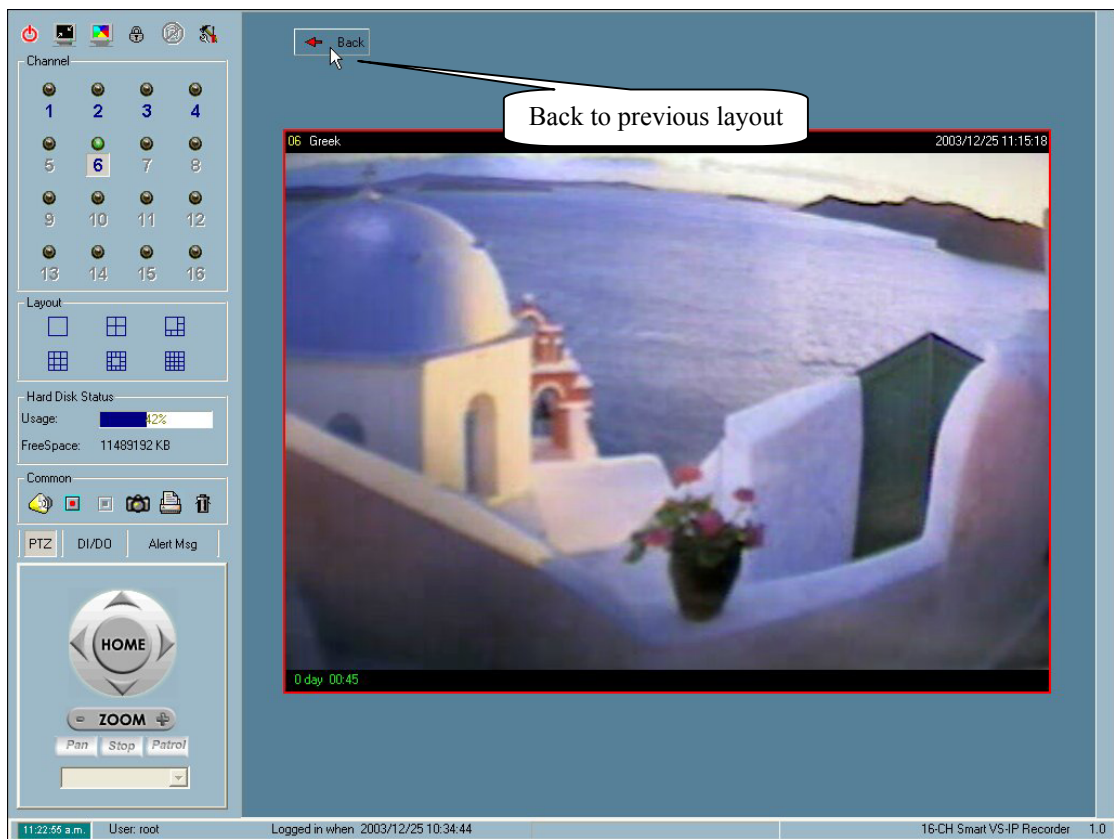 Back
Back to previous layout
Channel
1 2 3 4
5 6 7 8
9 10 11 12
13 14 15 16
Layout
Hard Disk Status
Usage: 42%
FreeSpace: 11489192 KB
Common
PTZ DI/DO Alert Msg
HOME
ZOOM
Pan Stop Patrol
06 Greek 2003/12/25 11:15:18
0 day 00:45
11:22:55 a.m. User: root Logged in when 2003/12/25 10:34:44 16-CH Smart VS-IP Recorder 1.0